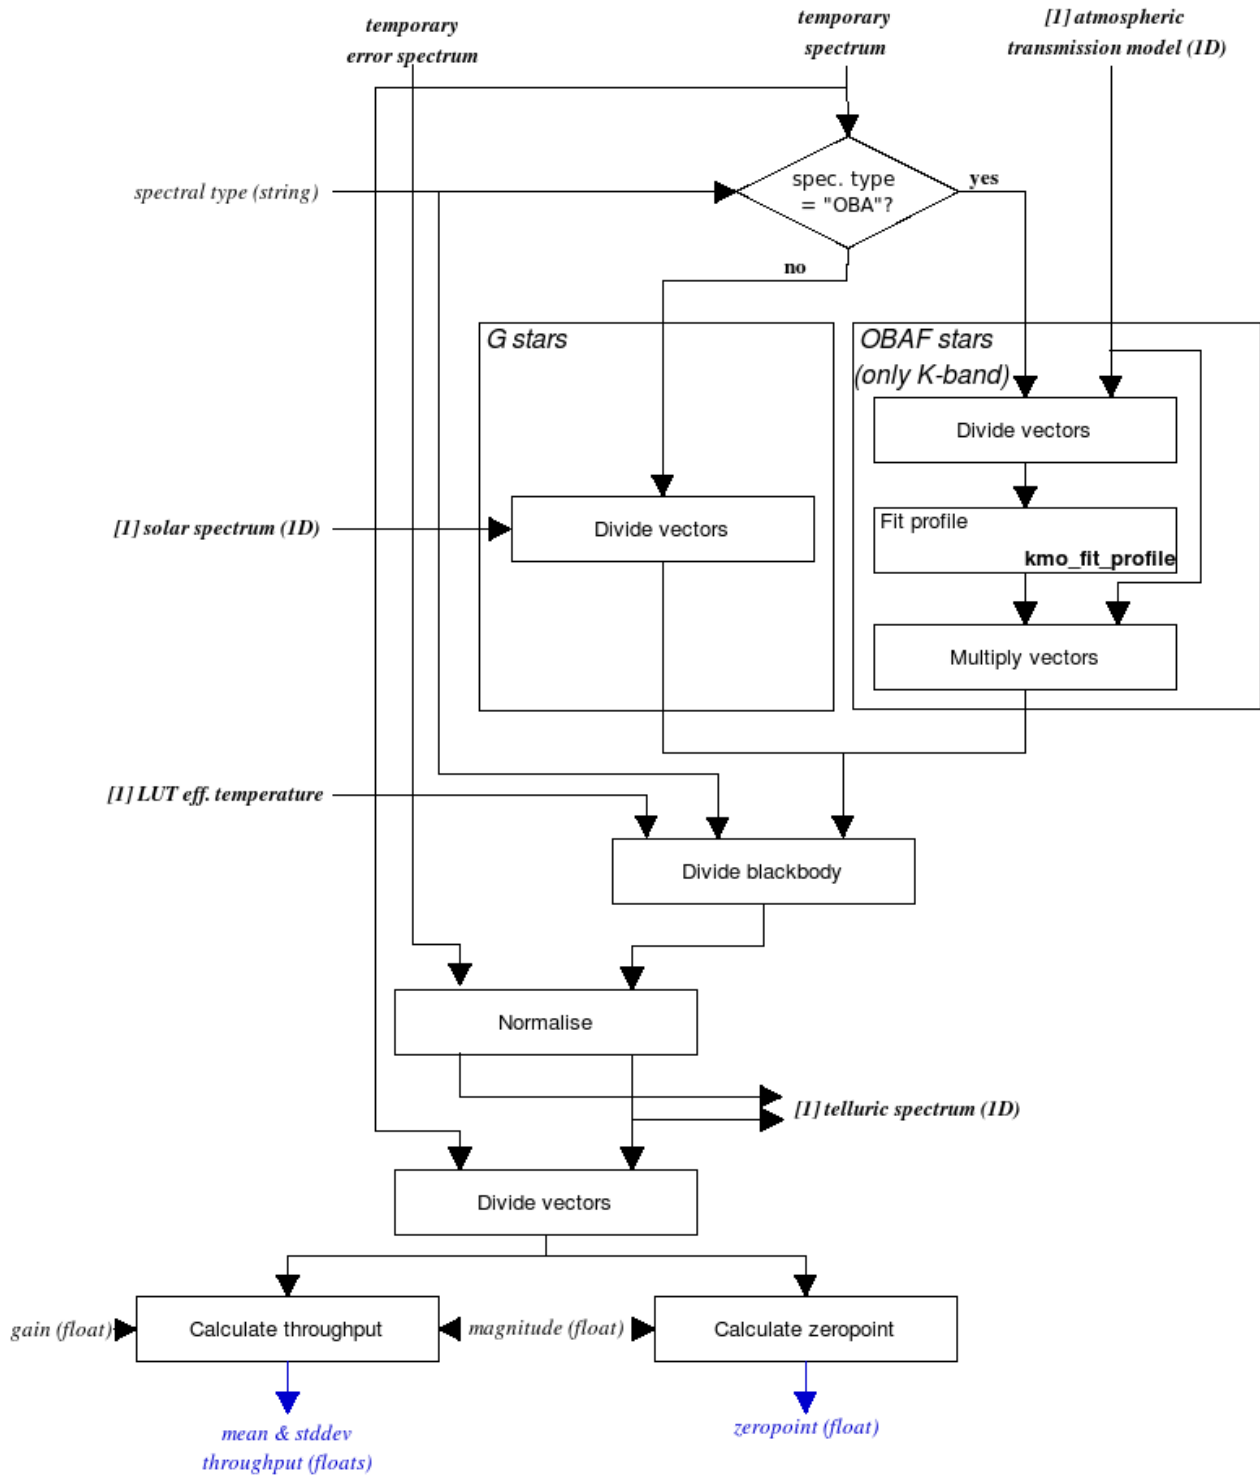 temporary
error spectrum
temporary
spectrum
[1] atmospheric
transmission model (1D)
spectral type (string)
spec. type
= "OBA"?
yes
no
G stars
OBAF stars
(only K-band)
Divide vectors
[1] solar spectrum (1D)
Divide vectors
Fit profile
kmo_fit_profile
Multiply vectors
[1] LUT eff. temperature
Divide blackbody
Normalise
[1] telluric spectrum (1D)
Divide vectors
gain (float)
Calculate throughput
magnitude (float)
Calculate zeropoint
mean & stddev
throughput (floats)
zeropoint (float)